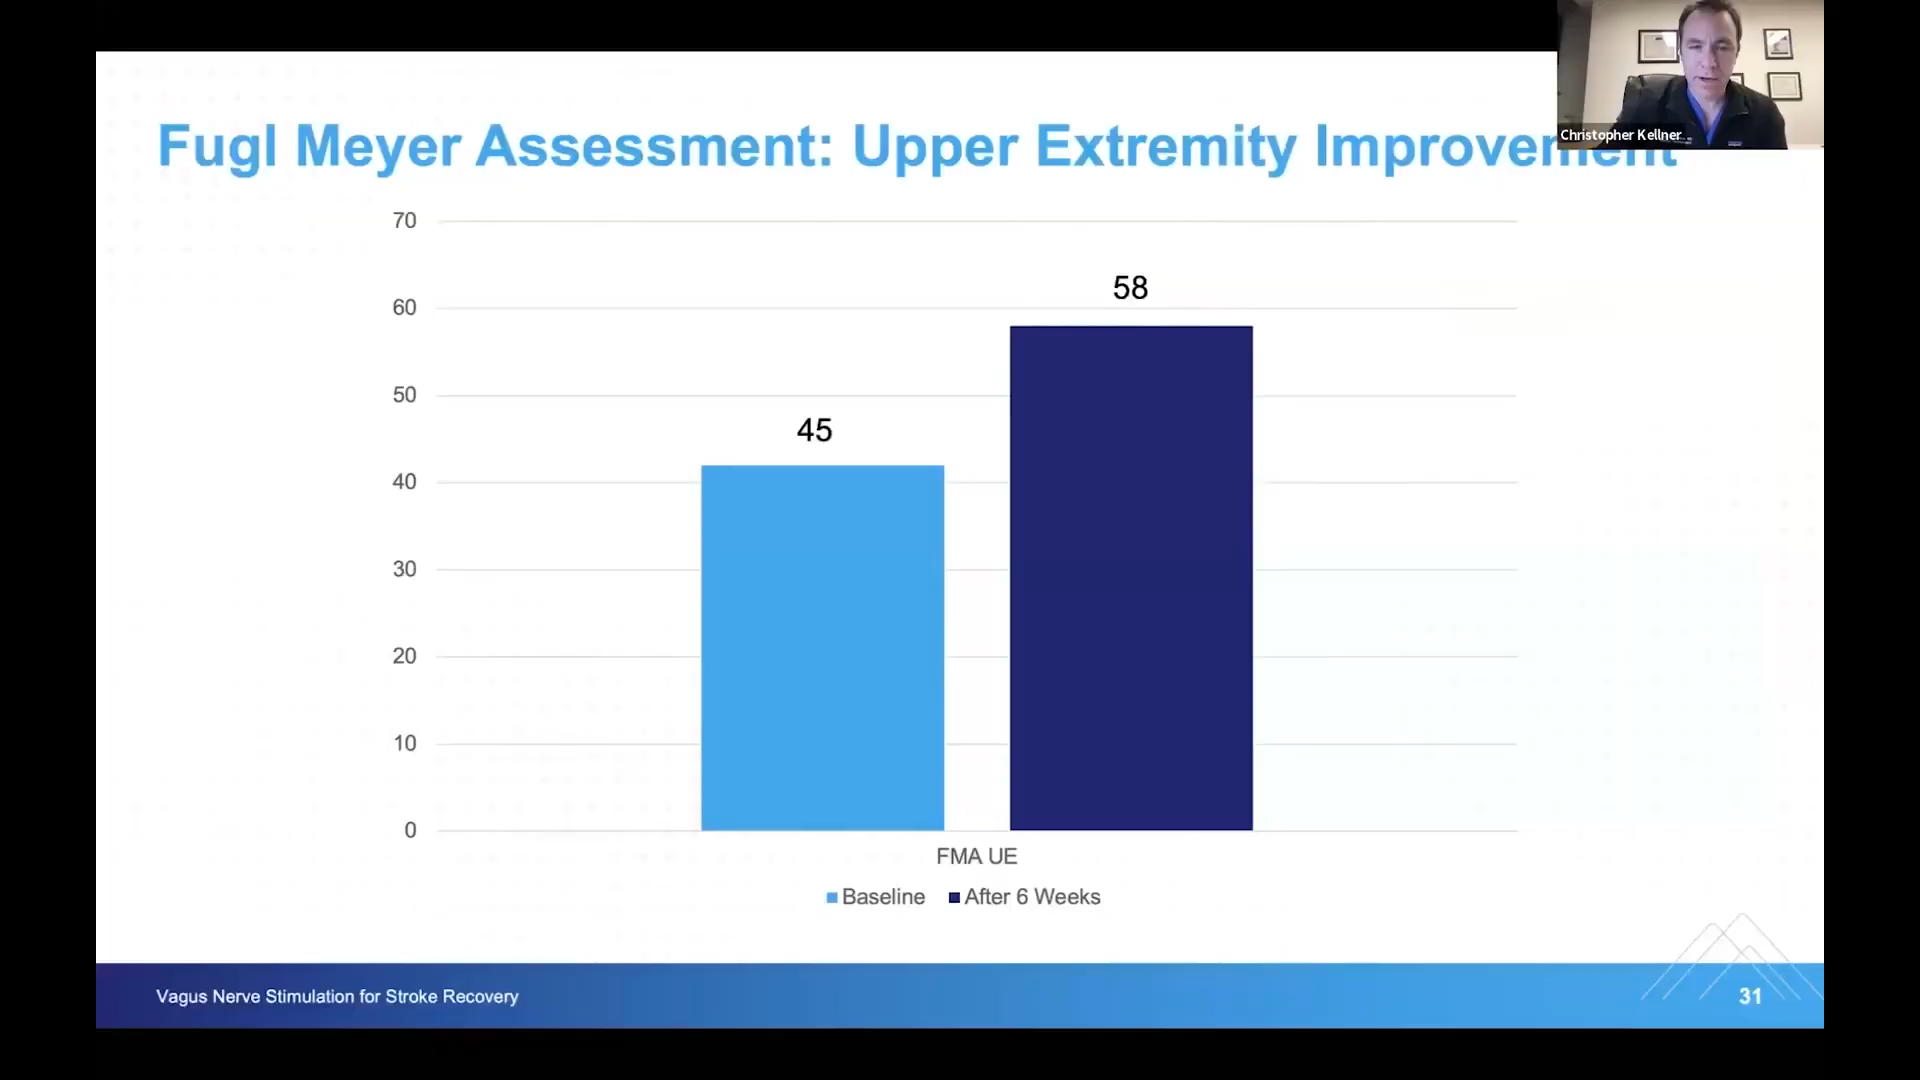 Christopher Kellner
Fugl Meyer Assessment: Upper Extremity Improvement
70
60
50
40
30
20
10
0
45
58
FMA UE
Baseline
After 6 Weeks
Vagus Nerve Stimulation for Stroke Recovery
31